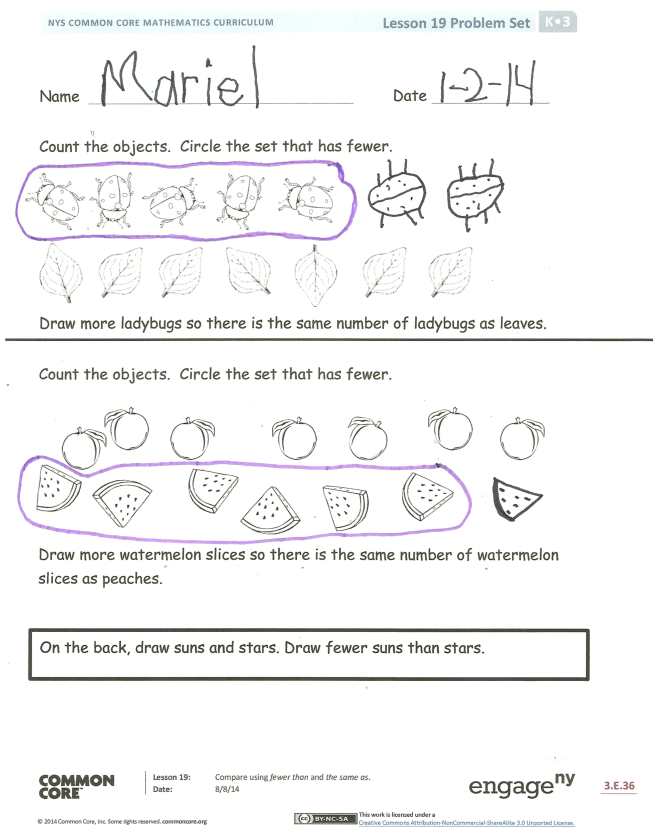 NYS COMMON CORE MATHEMATICS CURRICULUM Lesson 19 Problem Set K•3
Name Mariel Date 1-2-14
Count the objects. Circle the set that has fewer.
Draw more ladybugs so there is the same number of ladybugs as leaves.
Count the objects. Circle the set that has fewer.
Draw more watermelon slices so there is the same number of watermelon
slices as peaches.
On the back, draw suns and stars. Draw fewer suns than stars.
COMMON
CORE™
Lesson 19: Compare using fewer than and the same as.
Date: 8/8/14
engageny
3.E.36
© 2014 Common Core, Inc. Some rights reserved. commoncore.org
(cc) BY-NC-SA
This work is licensed under a
Creative Commons Attribution-NonCommercial-ShareAlike 3.0 Unported License.